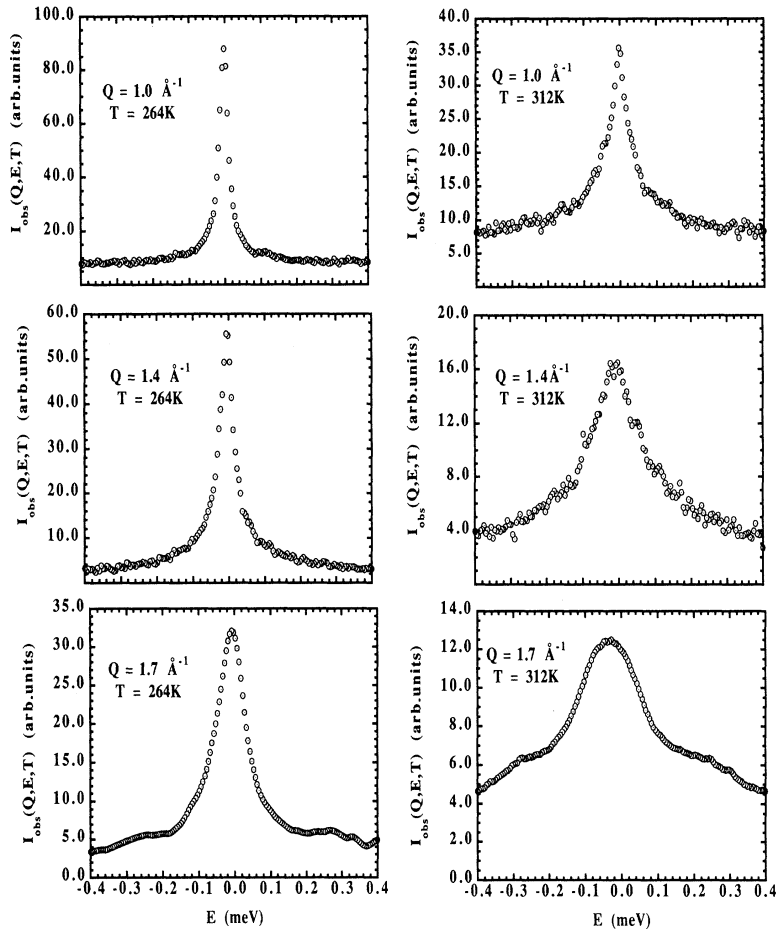 100.0
80.0
60.0
40.0
20.0
I obs (Q,E,T) (arb.units)
Q = 1.0 Å-1
T = 264K
40.0
35.0
30.0
25.0
20.0
15.0
10.0
5.0
I obs (Q,E,T) (arb.units)
Q = 1.0 Å-1
T = 312K
60.0
50.0
40.0
30.0
20.0
10.0
I obs (Q,E,T) (arb.units)
Q = 1.4 Å-1
T = 264K
20.0
16.0
12.0
8.0
4.0
I obs (Q,E,T) (arb.units)
Q = 1.4Å-1
T = 312K
35.0
30.0
25.0
20.0
15.0
10.0
5.0
0.0
I obs (Q,E,T) (arb.units)
Q = 1.7 Å-1
T = 264K
-0.4 -0.3 -0.2 -0.1 0.0 0.1 0.2 0.3 0.4
E (meV)
14.0
12.0
10.0
8.0
6.0
4.0
2.0
0.0
I obs (Q,E,T) (arb.units)
Q = 1.7 Å-1
T = 312K
-0.4 -0.3 -0.2 -0.1 0.0 0.1 0.2 0.3 0.4
E (meV)